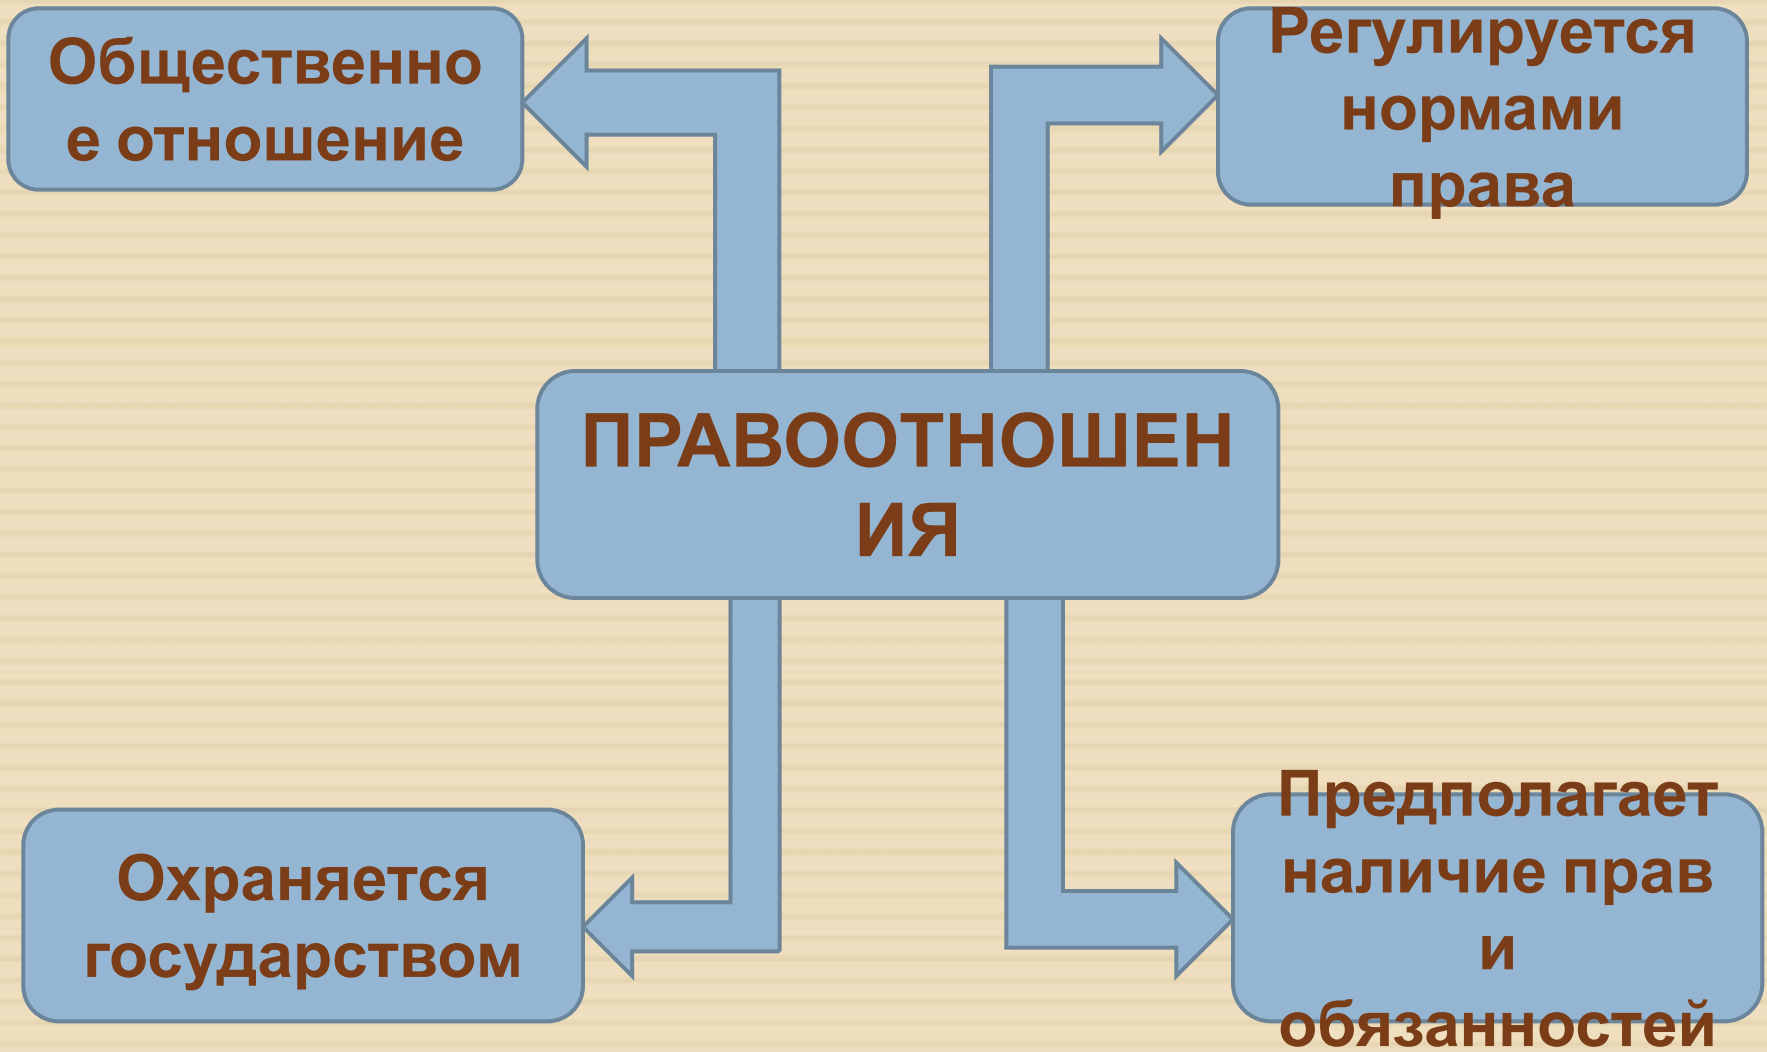 Общественно
е отношение
Регулируется
нормами
права
ПРАВООТНОШЕН
ИЯ
Охраняется
государством
Предполагает
наличие прав
и
обязанностей